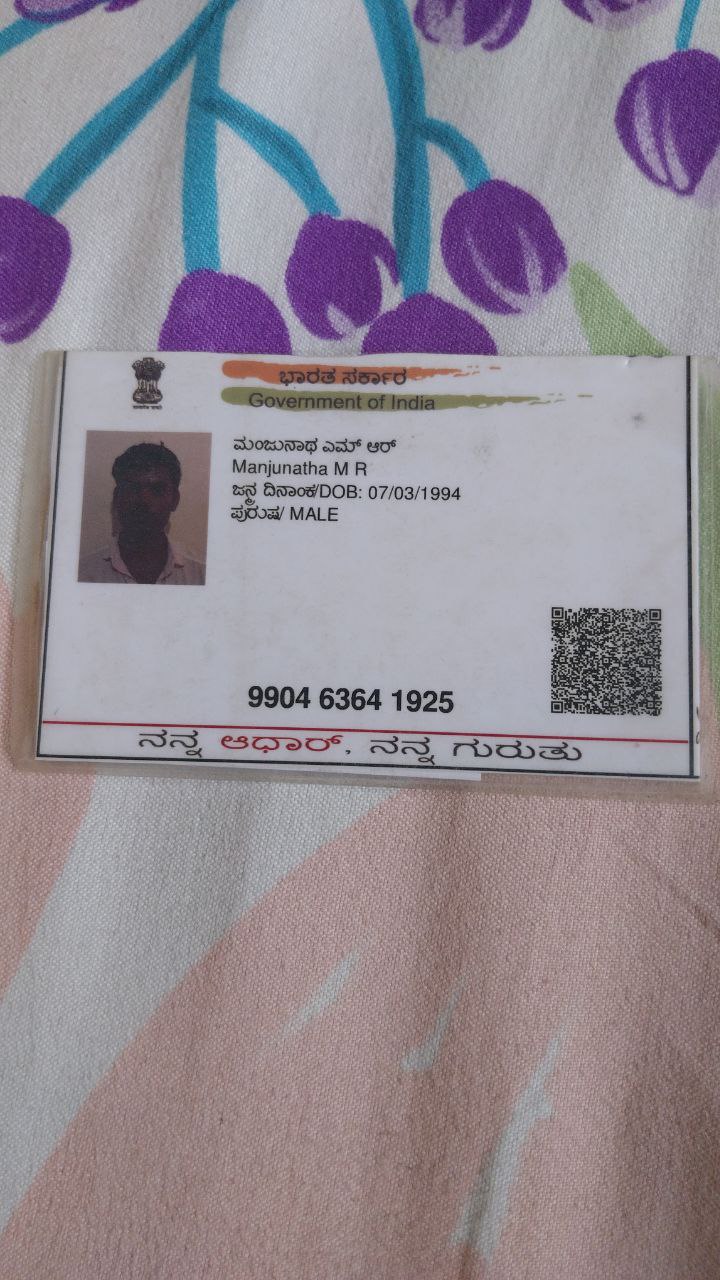 ಭಾರತ ಸರ್ಕಾರ
Government of India
ಮಂಜುನಾಥ ಎಮ್ ಆರ್
Manjunatha M R
ಜನ್ಮ ದಿನಾಂಕ/DOB: 07/03/1994
ಪುರುಷ/ MALE
9904 6364 1925
ನನ್ನ ಆಧಾರ್, ನನ್ನ ಗುರುತು